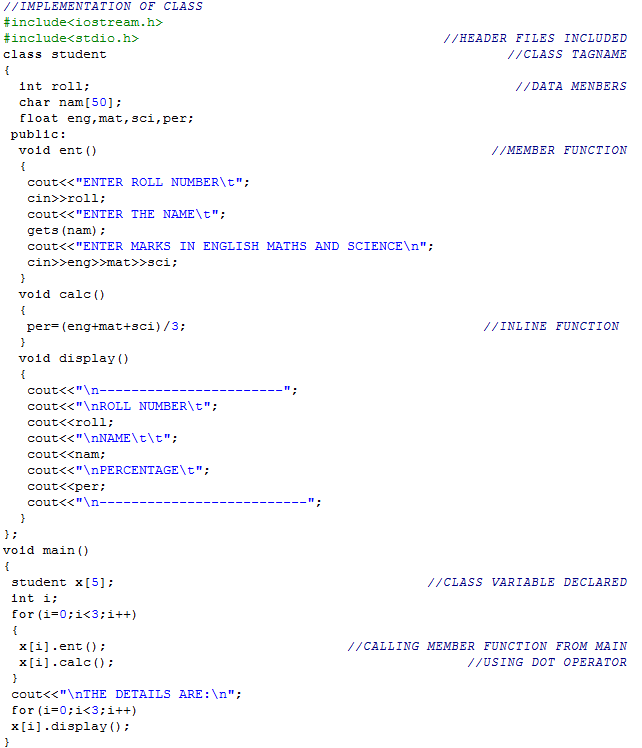 //IMPLEMENTATION OF CLASS
#include<iostream.h>
#include<stdio.h> //HEADER FILES INCLUDED
class student //CLASS TAGNAME
{
int roll; //DATA MENBERS
char nam[50];
float eng,mat,sci,per;
public:
void ent() //MEMBER FUNCTION
{
cout<<"ENTER ROLL NUMBER\t";
cin>>roll;
cout<<"ENTER THE NAME\t";
gets(nam);
cout<<"ENTER MARKS IN ENGLISH MATHS AND SCIENCE\n";
cin>>eng>>mat>>sci;
}
void calc()
{
per=(eng+mat+sci)/3; //INLINE FUNCTION
}
void display()
{
cout<<"\n-----------------------";
cout<<"\nROLL NUMBER\t";
cout<<roll;
cout<<"\nNAME\t\t";
cout<<nam;
cout<<"\nPERCENTAGE\t";
cout<<per;
cout<<"\n--------------------------";
}
};
void main()
{
student x[5]; //CLASS VARIABLE DECLARED
int i;
for(i=0;i<3;i++)
{
x[i].ent(); //CALLING MEMBER FUNCTION FROM MAIN
x[i].calc(); //USING DOT OPERATOR
}
cout<<"\nTHE DETAILS ARE:\n";
for(i=0;i<3;i++)
x[i].display();
}